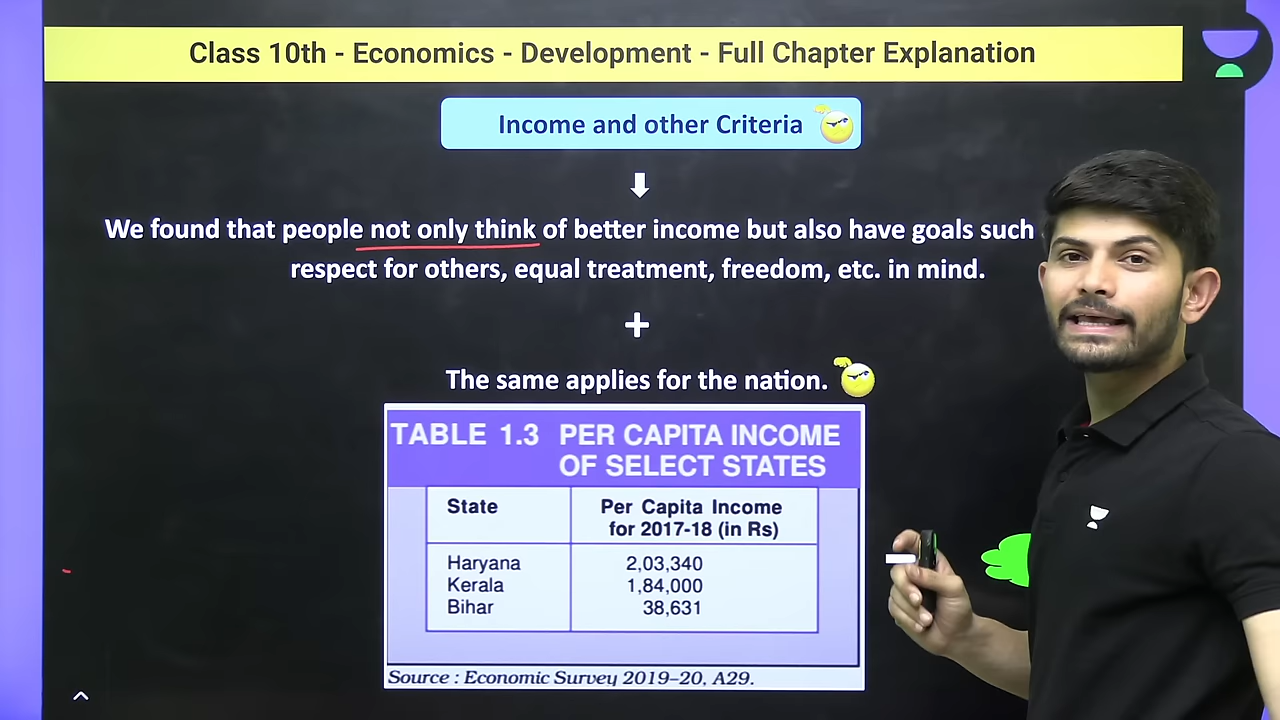 Class 10th - Economics - Development - Full Chapter Explanation
Income and other Criteria
We found that people not only think of better income but also have goals such
respect for others, equal treatment, freedom, etc. in mind.
+
The same applies for the nation.
TABLE 1.3 PER CAPITA INCOME
OF SELECT STATES
State Per Capita Income
for 2017-18 (in Rs)
Haryana 2,03,340
Kerala 1,84,000
Bihar 38,631
Source : Economic Survey 2019–20, A29.